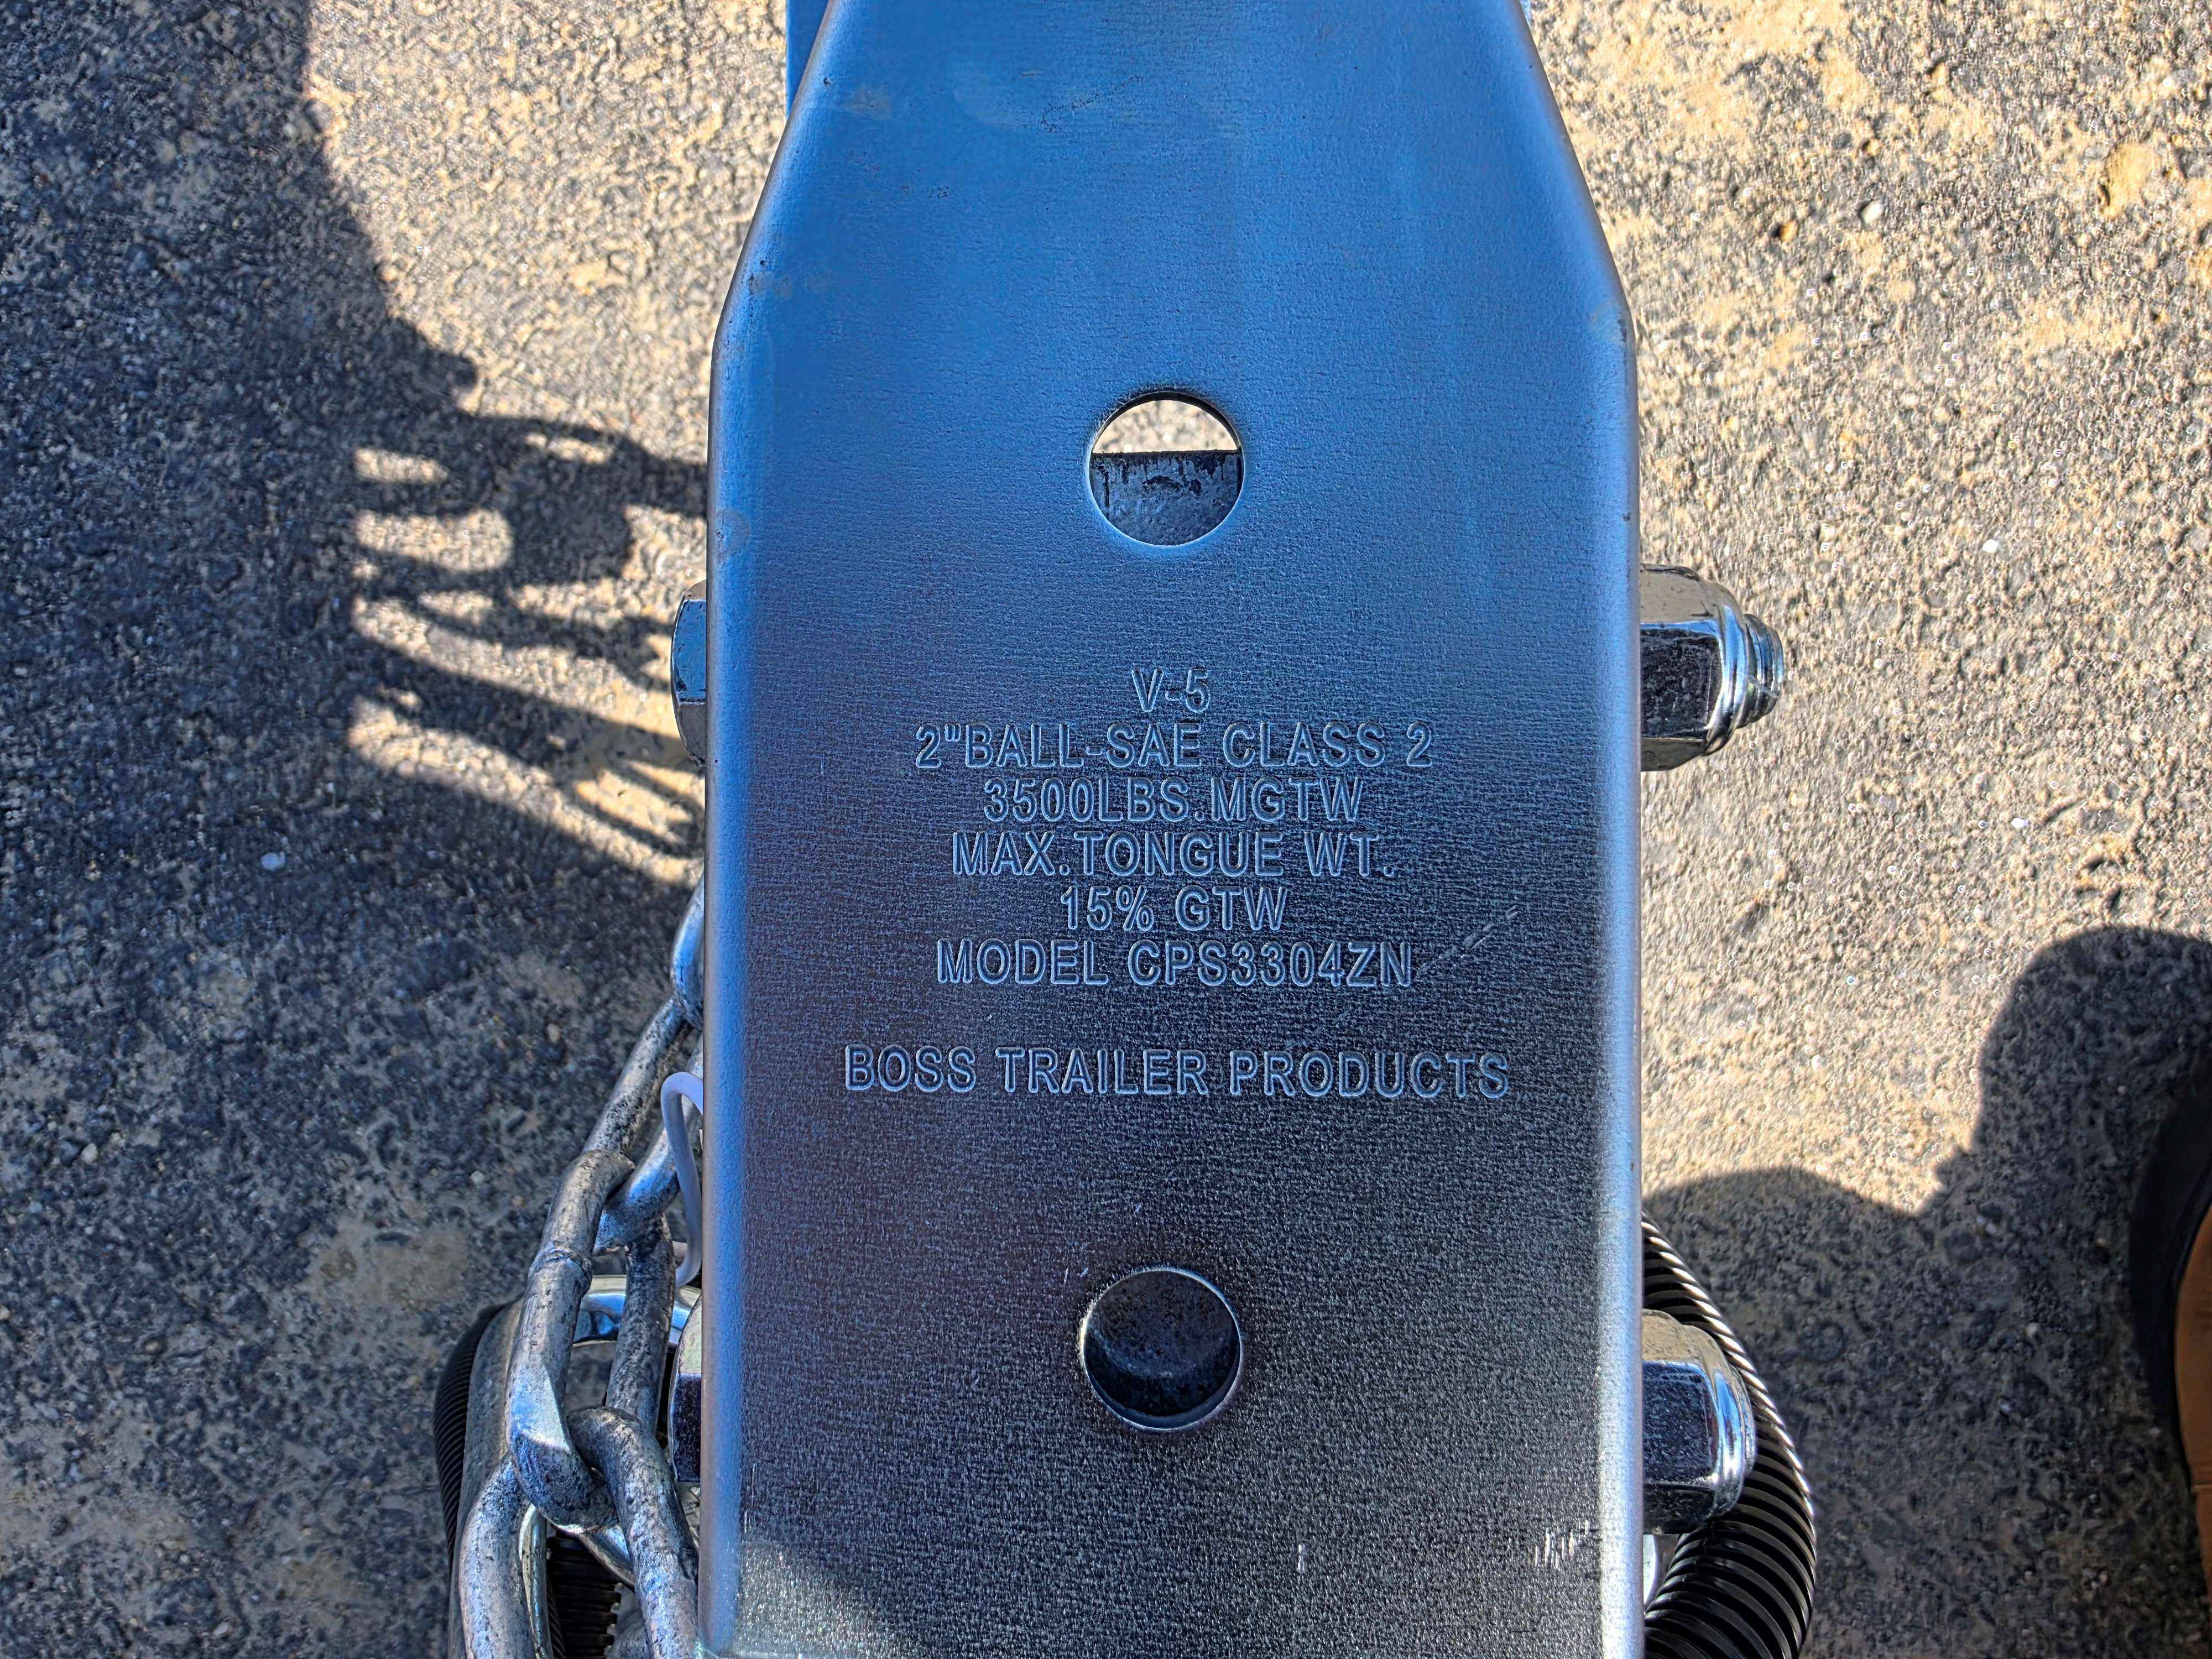 V-5
2"BALL-SAE CLASS 2
3500LBS.MGTW
MAX.TONGUE WT.
15% GTW
MODEL CPS3304ZN
BOSS TRAILER PRODUCTS